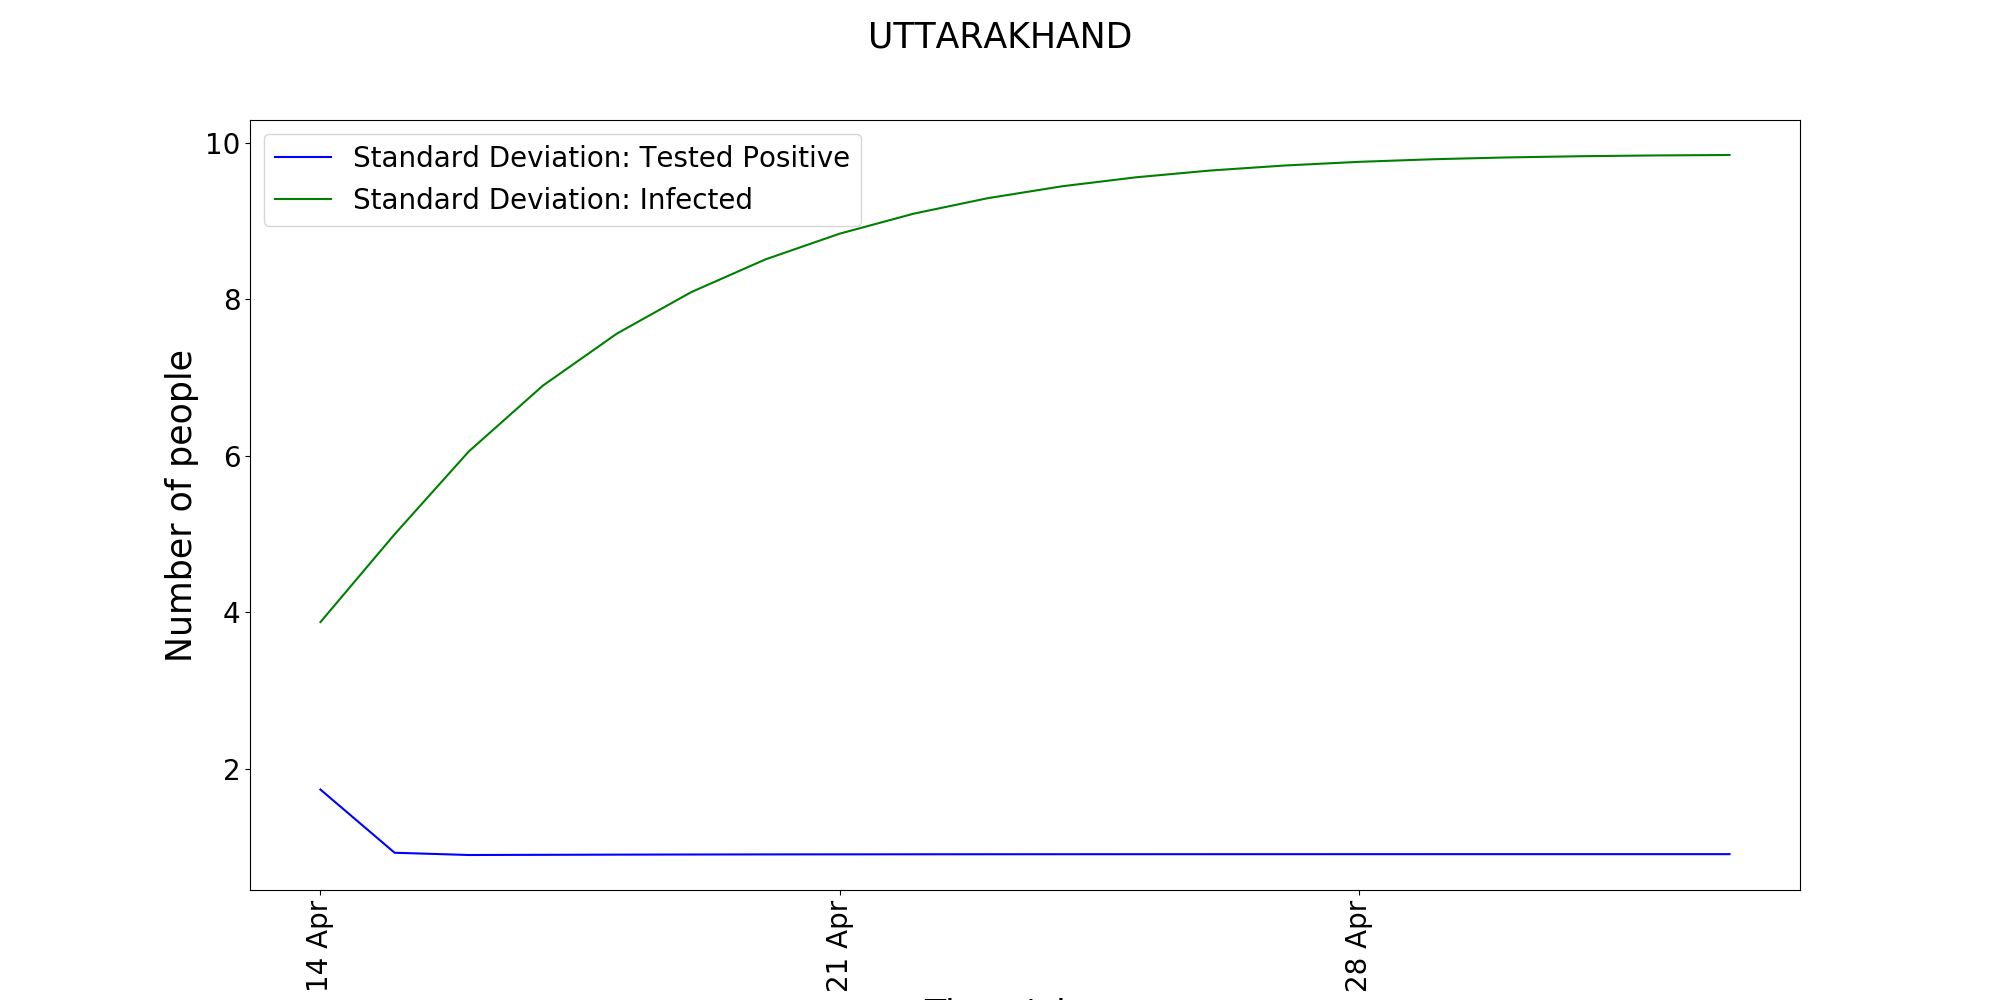 UTTARAKHAND
Standard Deviation: Tested Positive
Standard Deviation: Infected
Number of people
10
8
6
4
2
14 Apr
21 Apr
28 Apr